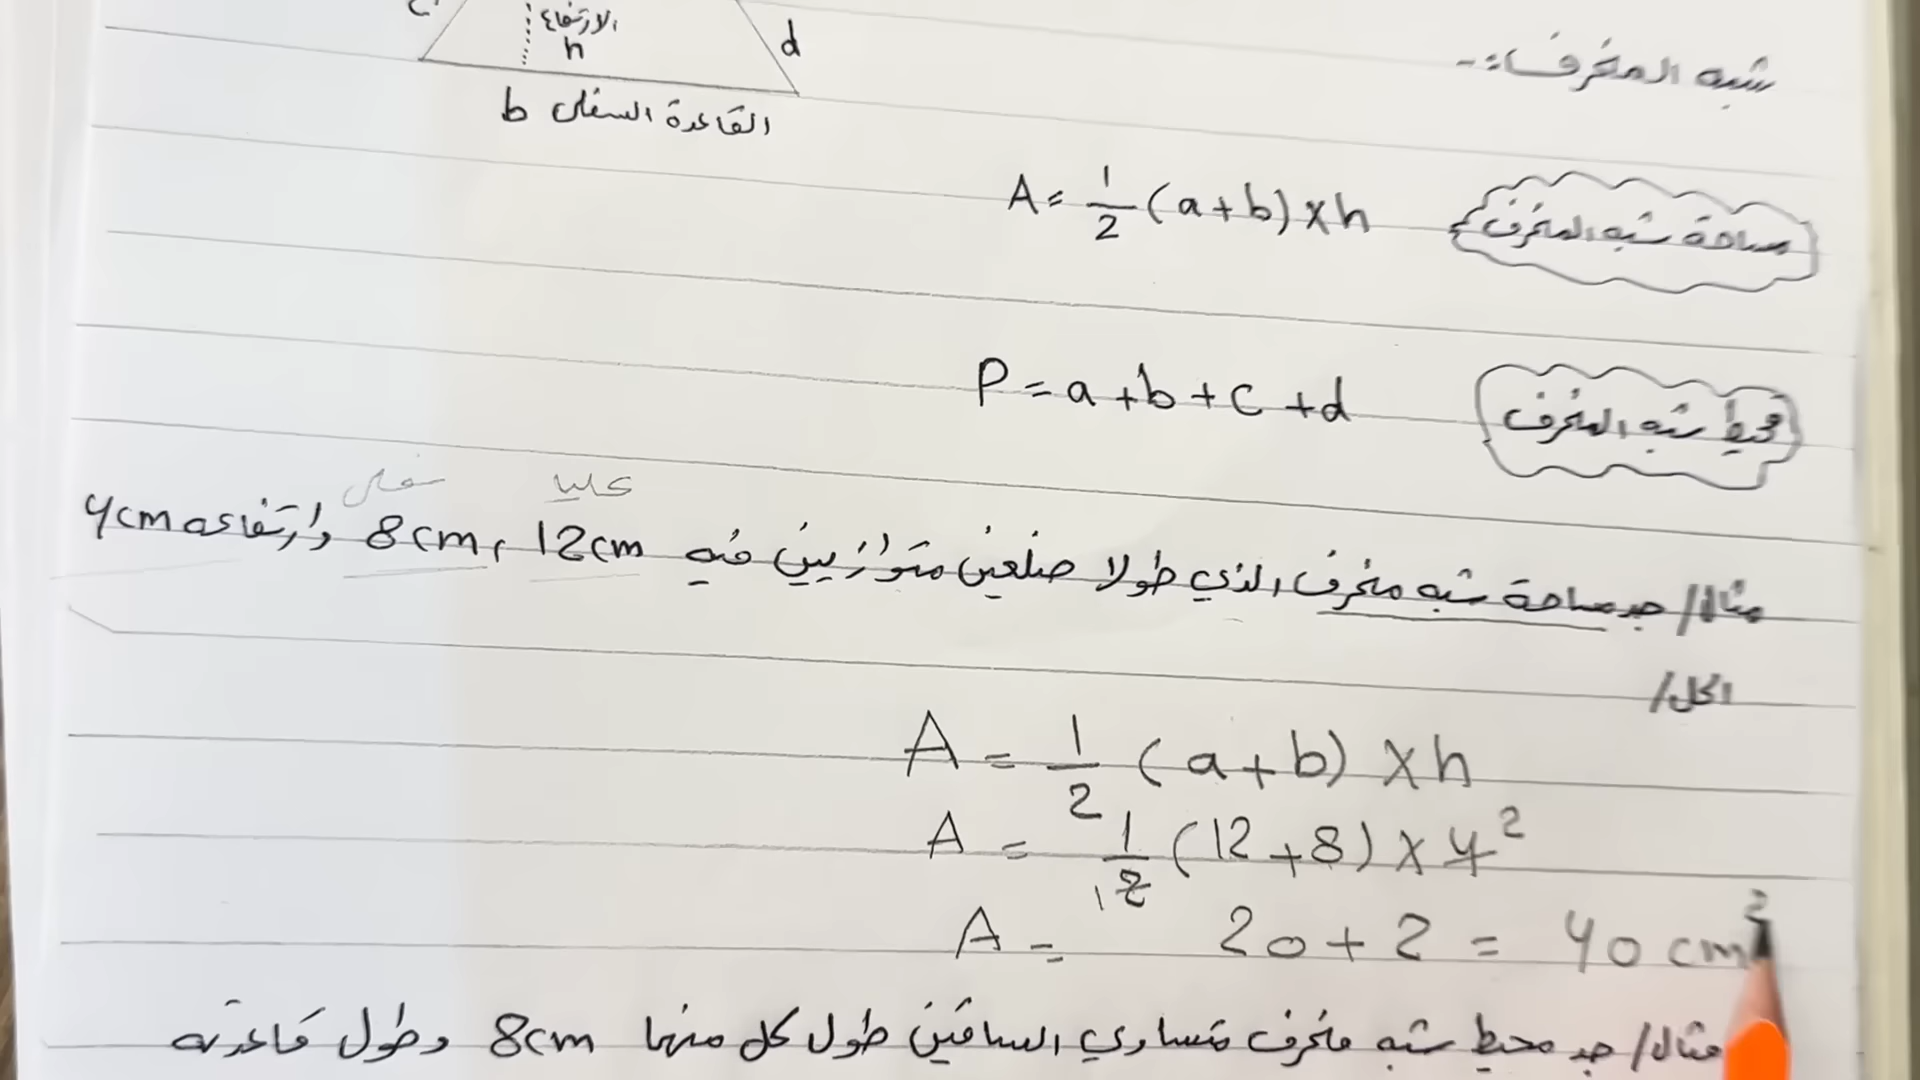 شبه المنحرف:-
الارتفاع
h
d
c
القاعدة السفلى b
مساحة شبه المنحرف A = 1/2 (a+b) × h
محيط شبه المنحرف P = a + b + c + d
عليا سفلى
مثال/ جد مساحة شبه منحرف الذي طولا ضلعين متوازيين فيه 12cm، 8cm وارتفاعه 4cm
الحل/
A = 1/2 (a+b) × h
A = 1/2 (12+8) × 4 2
1
A = 20 + 2 = 40 cm²
مثال/ جد محيط شبه منحرف متساوي الساقين طول كل منهما 8cm وطول قاعدته